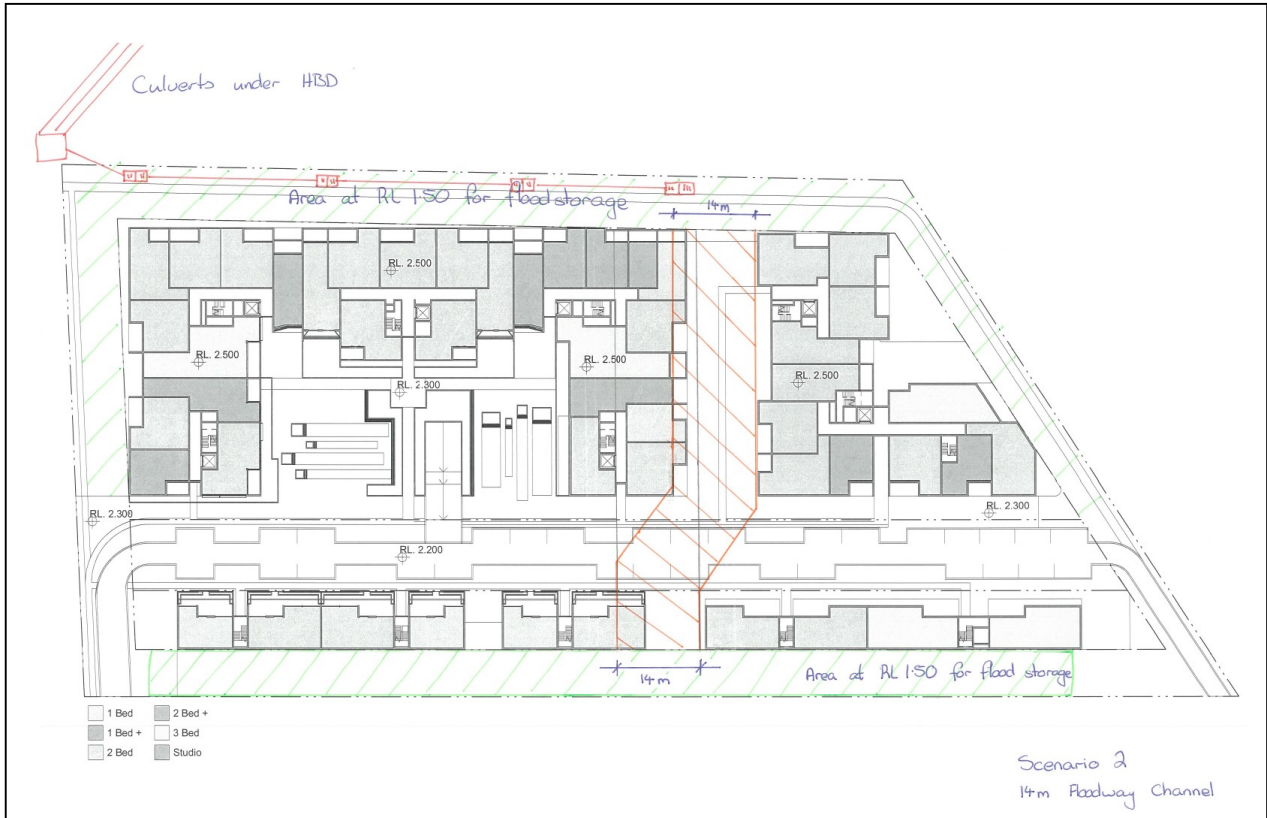 Culverts under HBD
Area at RL 1.50 for flood storage
14m
RL. 2.500
RL. 2.500
RL. 2.500
RL. 2.500
RL. 2.300
RL. 2.300
RL. 2.300
RL. 2.200
14m
Area at RL 1.50 for flood storage
1 Bed
2 Bed +
1 Bed +
3 Bed
2 Bed
Studio
Scenario 2
14m Floodway Channel